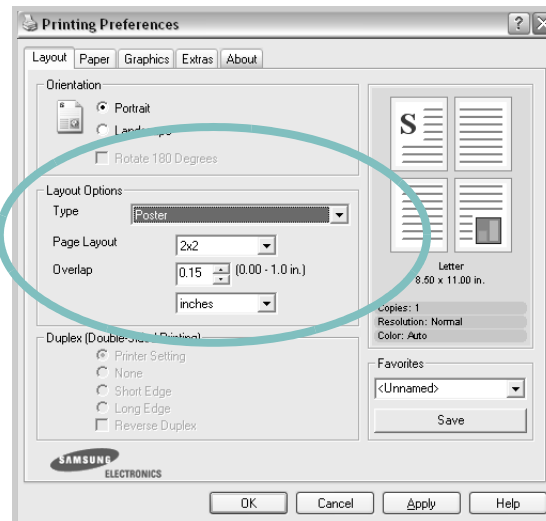 Printing Preferences
Layout Paper Graphics Extras About
Orientation
Portrait
Rotate 180 Degrees
Layout Options
Type Poster
Page Layout 2x2
Overlap 0.15 (0.00 - 1.0 in.)
inches
Duplex (Double-Sided Printing)
Printer Setting
None
Short Edge
Long Edge
Reverse Duplex
SAMSUNG
ELECTRONICS
S
Letter
8.50 x 11.00 in.
Copies: 1
Resolution: Normal
Color: Auto
Favorites
<Unnamed>
Save
OK Cancel Apply Help